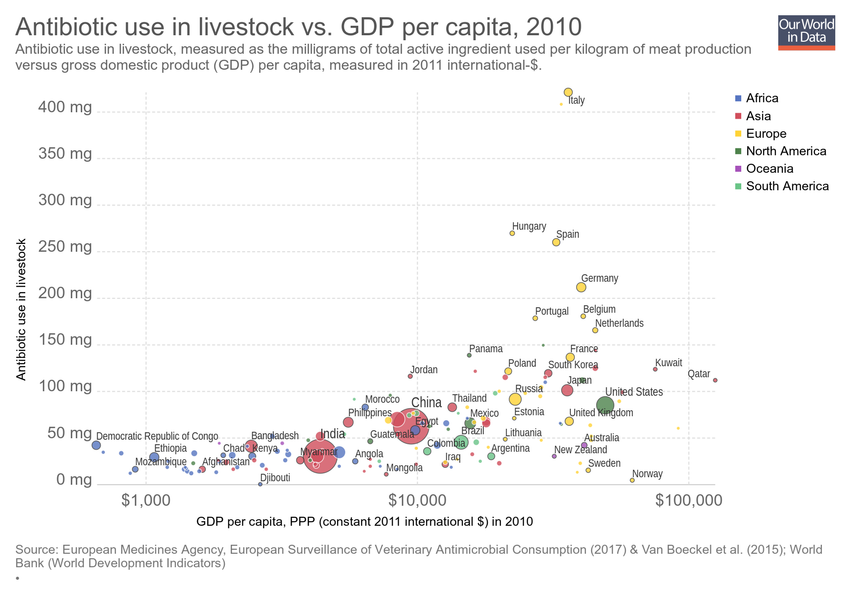 Antibiotic use in livestock vs. GDP per capita, 2010
Our World
in Data
Antibiotic use in livestock, measured as the milligrams of total active ingredient used per kilogram of meat production
versus gross domestic product (GDP) per capita, measured in 2011 international-$.
Africa
Asia
Europe
North America
Oceania
South America
Antibiotic use in livestock
400 mg
350 mg
300 mg
250 mg
200 mg
150 mg
100 mg
50 mg
0 mg
Italy
Hungary
Spain
Germany
Portugal
Belgium
Netherlands
Panama
France
Poland
South Korea
Kuwait
Jordan
Japan
Qatar
Morocco
China
Thailand
Russia
United States
Philippines
Egypt
Mexico
Estonia
United Kingdom
Democratic Republic of Congo
Bangladesh
India
Guatemala
Brazil
Lithuania
Australia
Ethiopia
Chad
Kenya
Myanmar
Colombia
Argentina
New Zealand
Mozambique
Afghanistan
Angola
Iraq
Sweden
Mongolia
Djibouti
Norway
$1,000
$10,000
$100,000
GDP per capita, PPP (constant 2011 international $) in 2010
Source: European Medicines Agency, European Surveillance of Veterinary Antimicrobial Consumption (2017) & Van Boeckel et al. (2015); World
Bank (World Development Indicators)
•